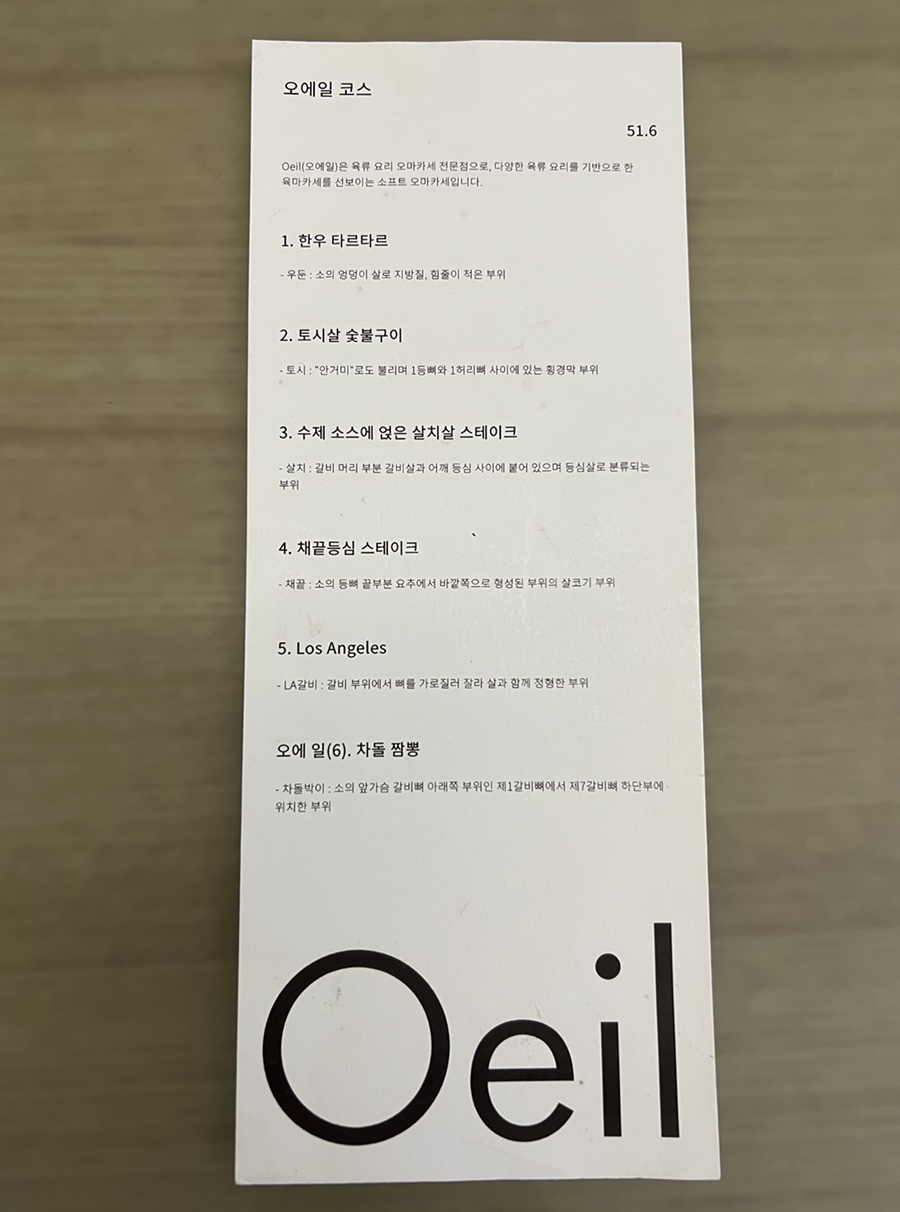 오에일 코스
51.6
Oeil(오에일)은 육류 요리 오마카세 전문점으로, 다양한 육류 요리를 기반으로 한
육마카세를 선보이는 소프트 오마카세입니다.
1. 한우 타르타르
- 우둔 : 소의 엉덩이 살로 지방질, 힘줄이 적은 부위
2. 토시살 숯불구이
- 토시 : "안거미"로도 불리며 1등뼈와 1허리뼈 사이에 있는 횡경막 부위
3. 수제 소스에 얹은 살치살 스테이크
- 살치 : 갈비 머리 부분 갈비살과 어깨 등심 사이에 붙어 있으며 등심살로 분류되는
부위
4. 채끝등심 스테이크
- 채끝 : 소의 등뼈 끝부분 요추에서 바깥쪽으로 형성된 부위의 살코기 부위
5. Los Angeles
- LA갈비 : 갈비 부위에서 뼈를 가로질러 잘라 살과 함께 정형한 부위
오에 일(6). 차돌 짬뽕
- 차돌박이 : 소의 앞가슴 갈비뼈 아래쪽 부위인 제1갈비뼈에서 제7갈비뼈 하단부에
위치한 부위
Oeil